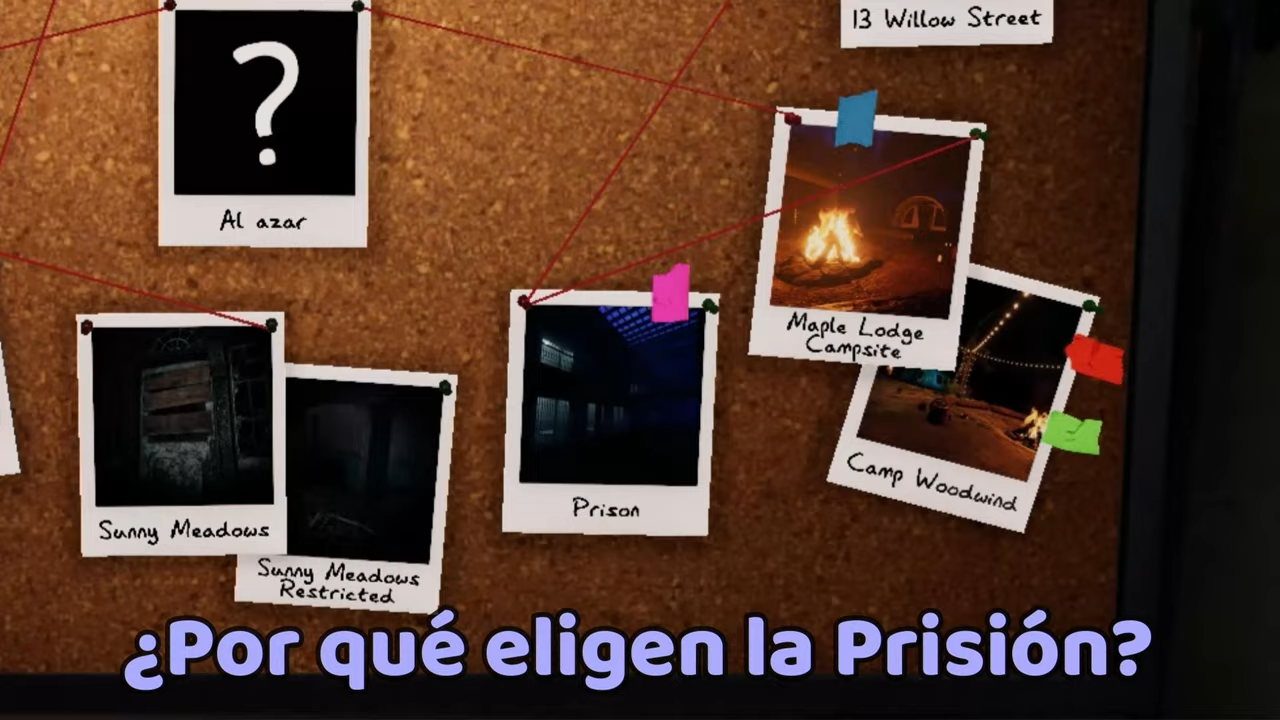 13 Willow Street
?
Al azar
Maple Lodge
Campsite
Camp Woodwind
Prison
Sunny Meadows
Sunny Meadows
Restricted
¿Por qué eligen la Prisión?